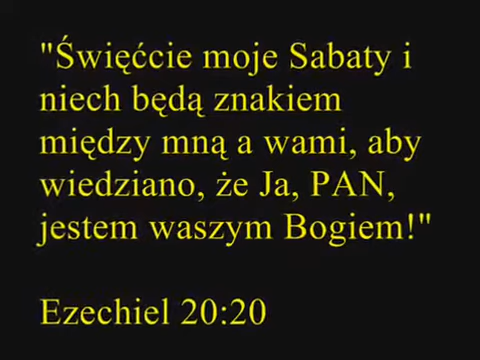 "Święćcie moje Sabaty i
niech będą znakiem
między mną a wami, aby
wiedziano, że Ja, PAN,
jestem waszym Bogiem!"
Ezechiel 20:20